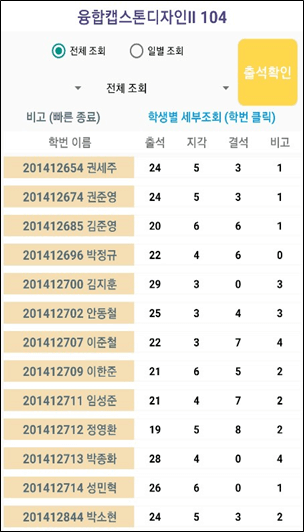 융합캡스톤디자인II 104
전체 조회 일별 조회
출석확인
전체 조회
비고 (빠른 종료) 학생별 세부조회 (학번 클릭)
학번 이름 출석 지각 결석 비고
201412654 권세주 24 5 3 1
201412674 권준영 24 5 3 1
201412685 김준영 20 6 6 1
201412696 박정규 22 4 6 0
201412700 김지훈 29 3 0 3
201412702 안동철 25 3 4 3
201412707 이준철 22 3 7 4
201412709 이한준 21 6 5 2
201412711 임성준 21 4 7 2
201412712 정영환 19 5 8 2
201412713 박종화 28 4 0 4
201412714 성민혁 26 6 0 1
201412844 박소현 24 5 3 2